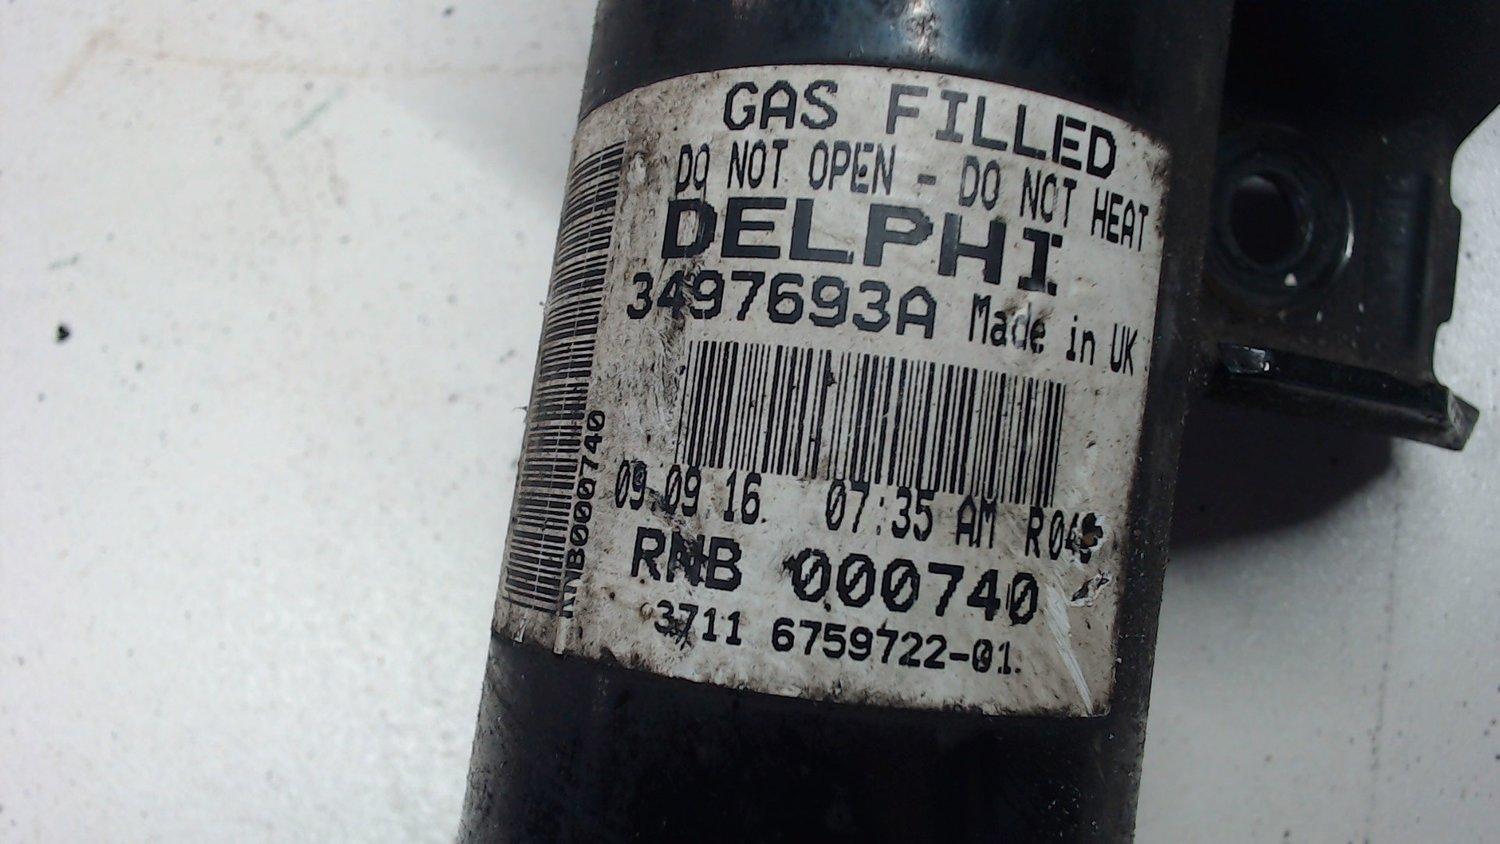 GAS FILLED
DO NOT OPEN - DO NOT HEAT
DELPHI
3497693A Made in UK
09.09.16 07:35 AM
RNB 000740
3711 6759722-01
RNB000740